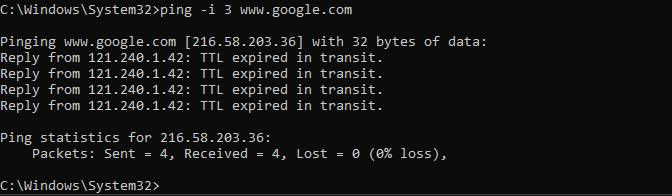 C:\Windows\System32>ping -i 3 www.google.com
Pinging www.google.com [216.58.203.36] with 32 bytes of data:
Reply from 121.240.1.42: TTL expired in transit.
Reply from 121.240.1.42: TTL expired in transit.
Reply from 121.240.1.42: TTL expired in transit.
Reply from 121.240.1.42: TTL expired in transit.
Ping statistics for 216.58.203.36:
    Packets: Sent = 4, Received = 4, Lost = 0 (0% loss),
C:\Windows\System32>